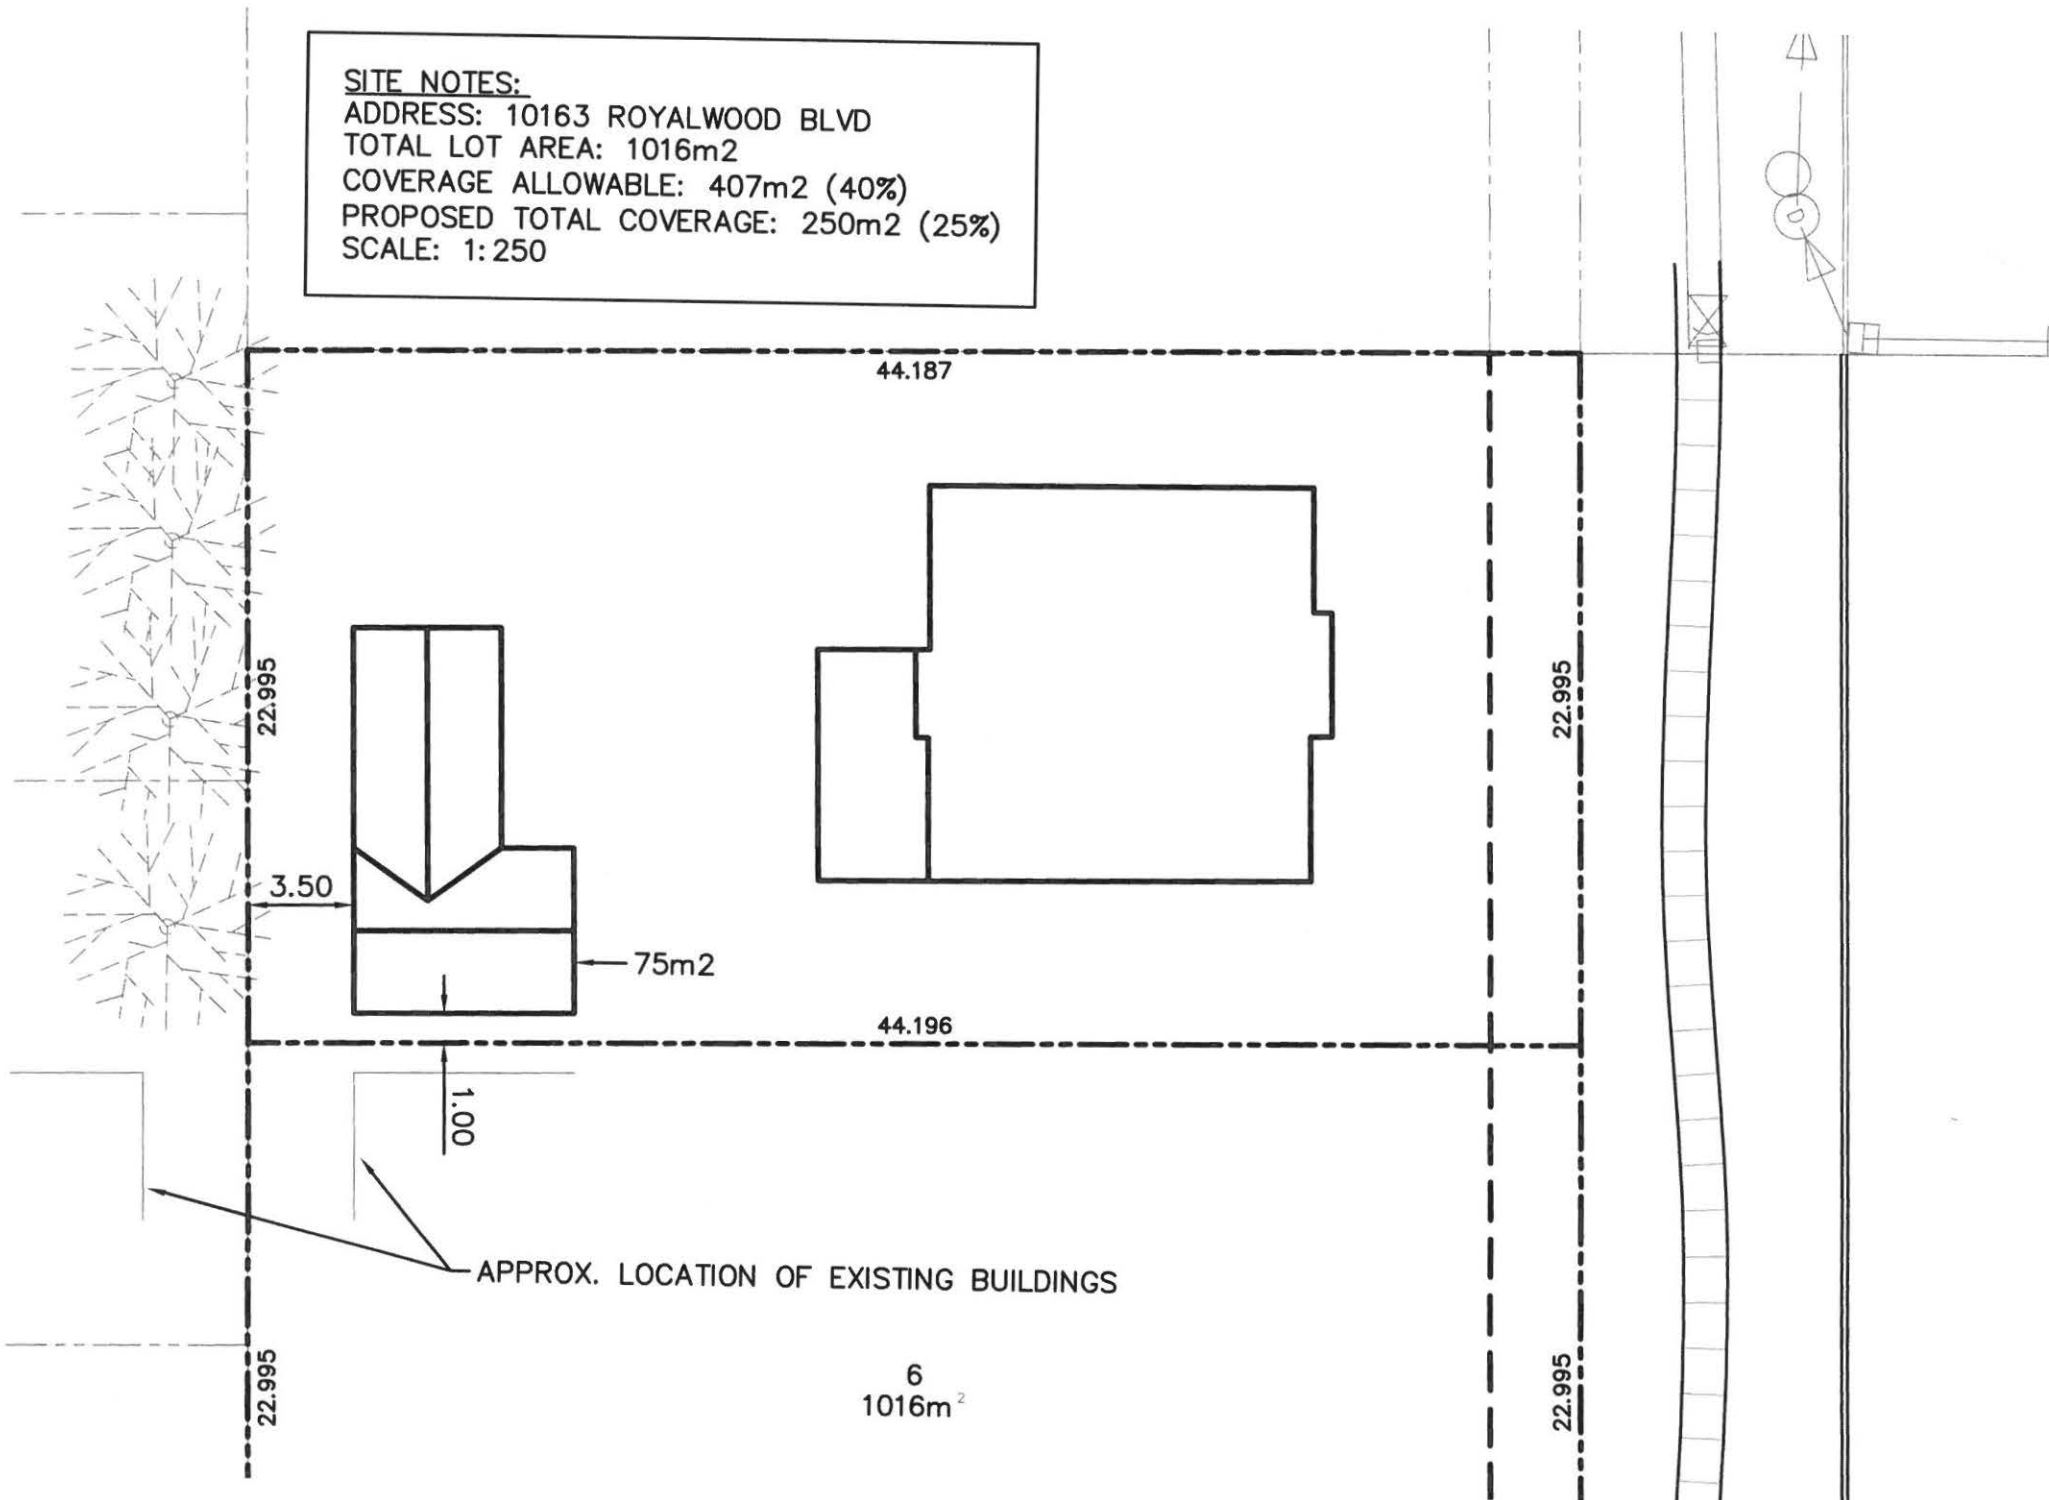 SITE NOTES:
ADDRESS: 10163 ROYALWOOD BLVD
TOTAL LOT AREA: 1016m2
COVERAGE ALLOWABLE: 407m2 (40%)
PROPOSED TOTAL COVERAGE: 250m2 (25%)
SCALE: 1:250
D
44.187
22.995
22.995
3.50
75m2
44.196
1.00
APPROX. LOCATION OF EXISTING BUILDINGS
22.995
6
1016m²
22.995